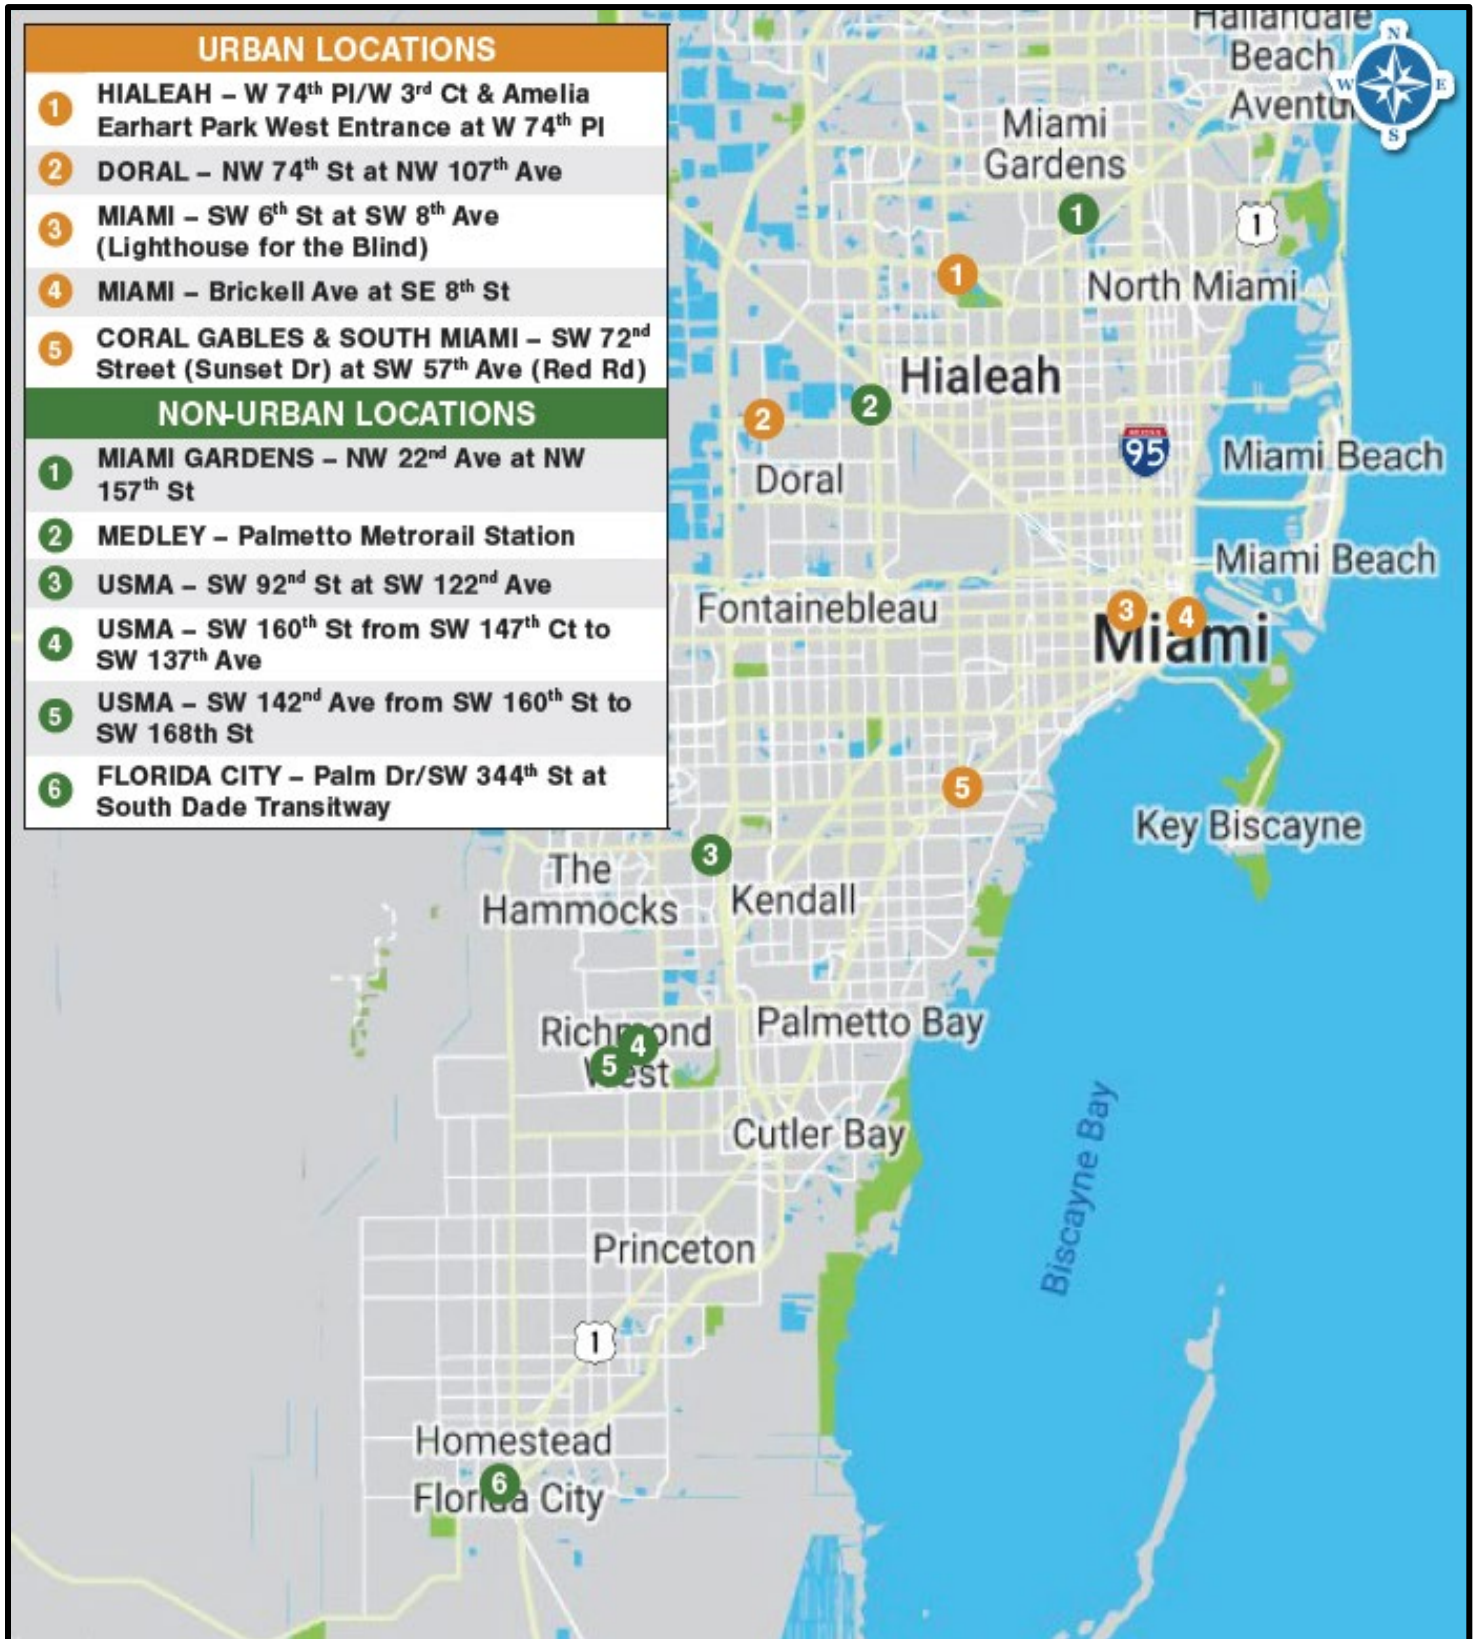 URBAN LOCATIONS
1 HIALEAH – W 74th Pl/W 3rd Ct & Amelia
Earhart Park West Entrance at W 74th Pl
2 DORAL – NW 74th St at NW 107th Ave
3 MIAMI – SW 6th St at SW 8th Ave
(Lighthouse for the Blind)
4 MIAMI – Brickell Ave at SE 8th St
5 CORAL GABLES & SOUTH MIAMI – SW 72nd
Street (Sunset Dr) at SW 57th Ave (Red Rd)
NON-URBAN LOCATIONS
1 MIAMI GARDENS – NW 22nd Ave at NW
157th St
2 MEDLEY – Palmetto Metrorail Station
3 USMA – SW 92nd St at SW 122nd Ave
4 USMA – SW 160th St from SW 147th Ct to
SW 137th Ave
5 USMA – SW 142nd Ave from SW 160th St to
SW 168th St
6 FLORIDA CITY – Palm Dr/SW 344th St at
South Dade Transitway
Hallandale
Beach
Aventu
N
W
E
S
Miami
Gardens
1
1
1
North Miami
Hialeah
2
2
95
Doral
Miami Beach
Miami Beach
Fontainebleau
3
4
Miami
5
Key Biscayne
3
The
Hammocks
Kendall
Richmond
West
4
5
Palmetto Bay
Cutler Bay
Biscayne Bay
Princeton
1
Homestead
6
Florida City